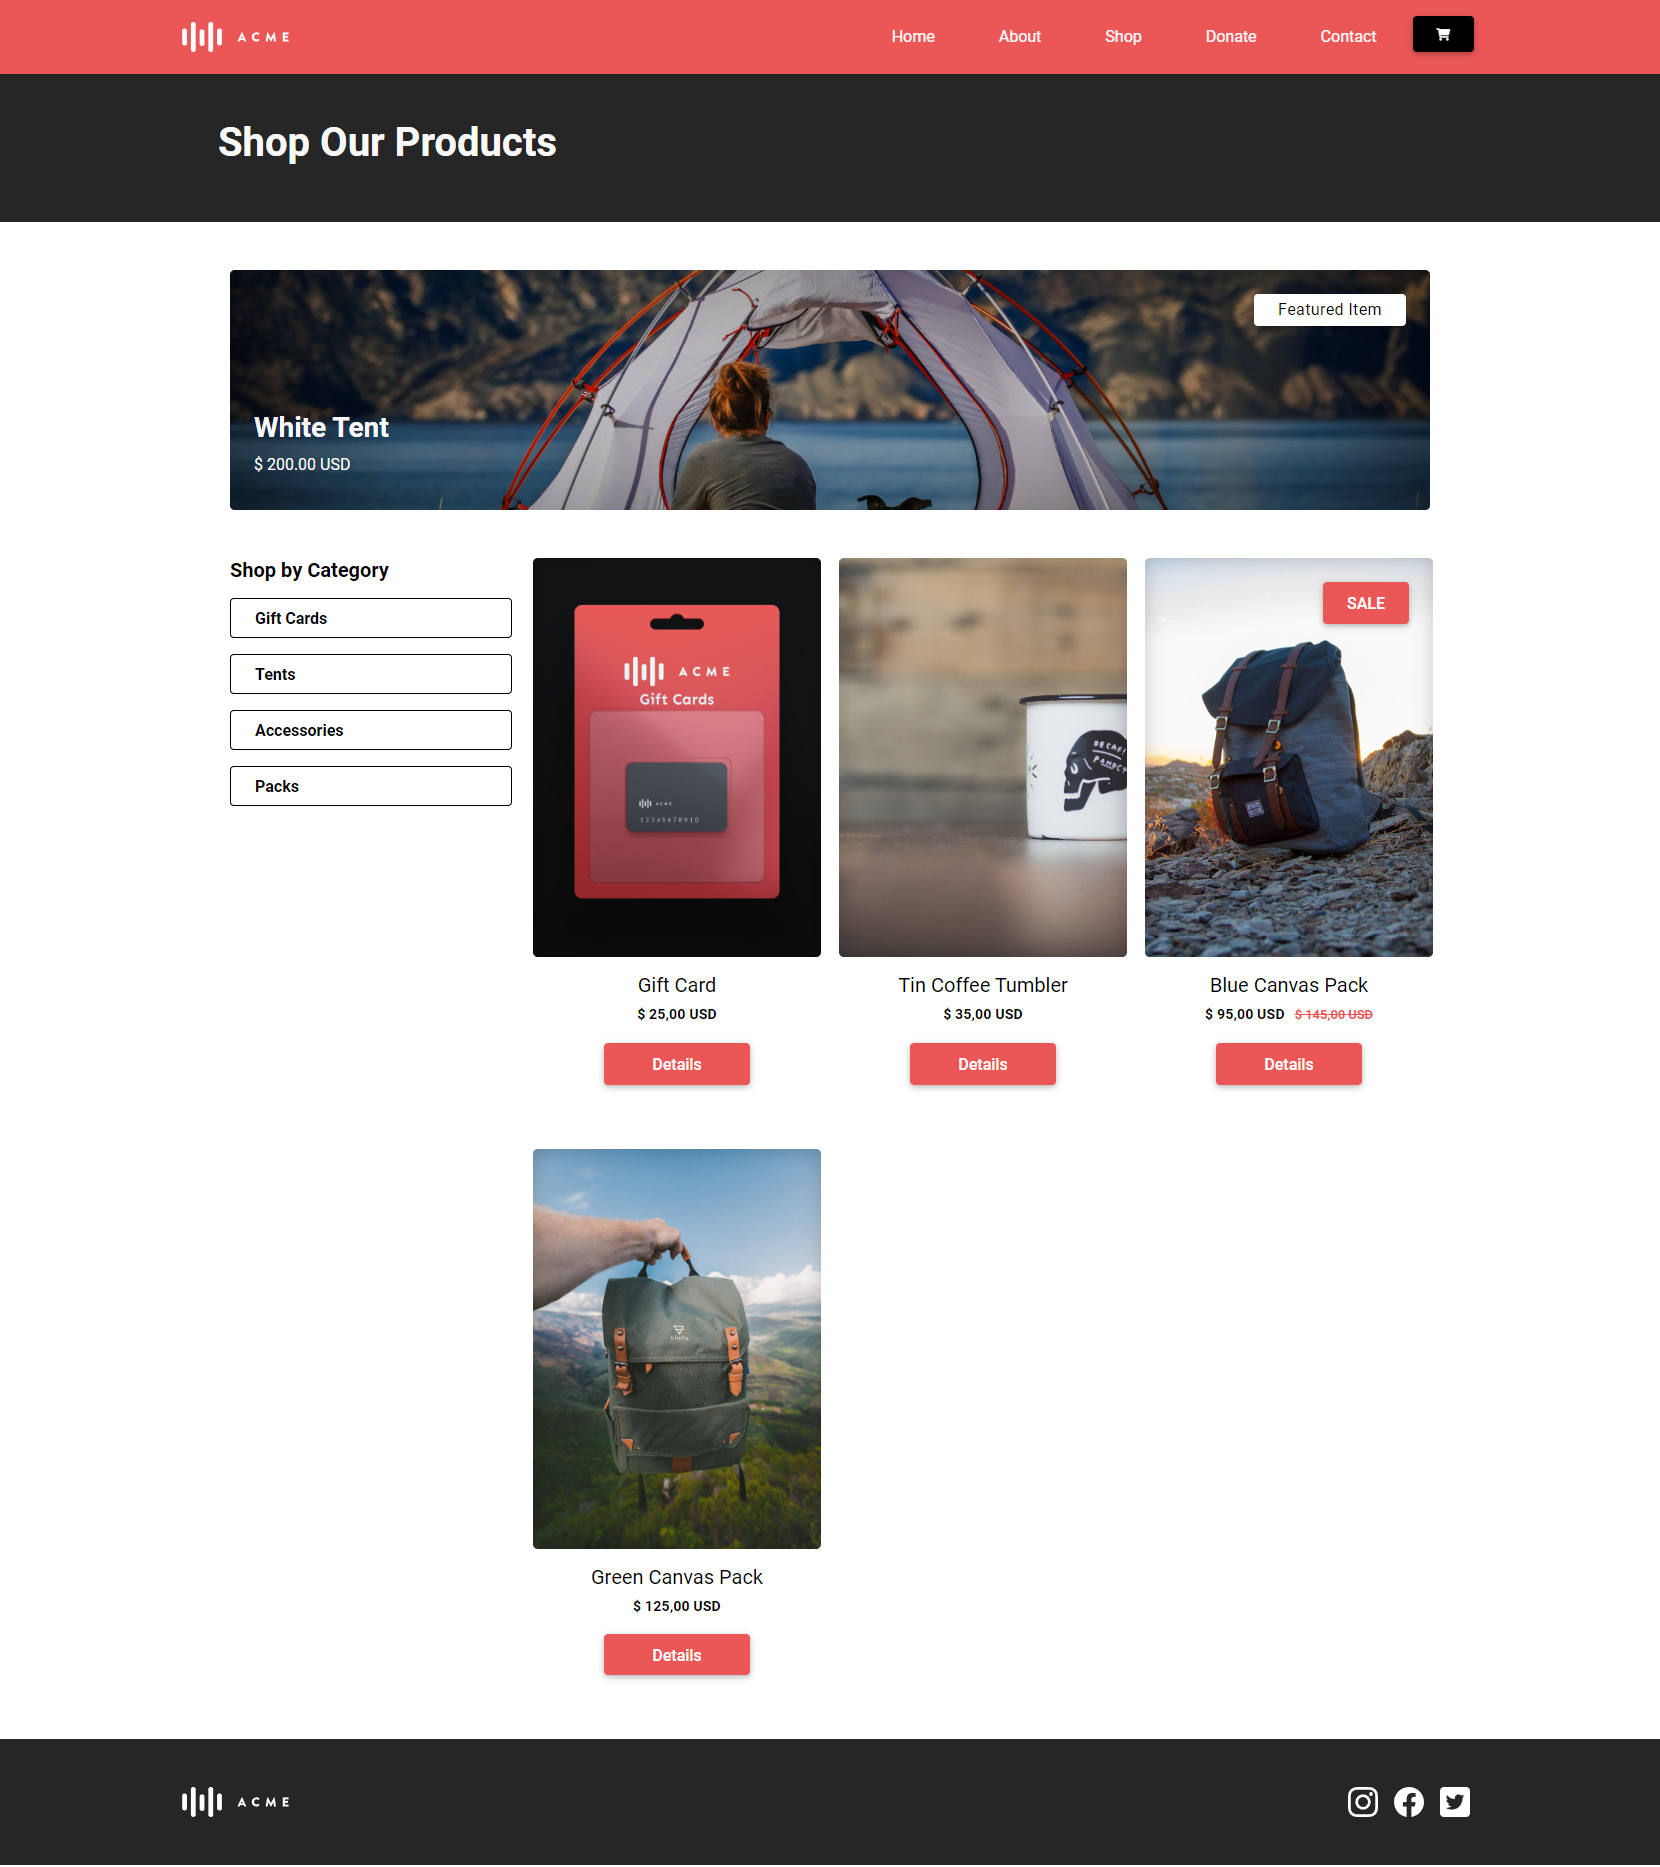 ACME
Home About Shop Donate Contact
Shop Our Products
Featured Item
White Tent
$ 200.00 USD
Shop by Category
Gift Cards
Tents
Accessories
Packs
ACME
Gift Cards
ACME
12345678910
Gift Card
$ 25,00 USD
Details
DECAF
Tin Coffee Tumbler
$ 35,00 USD
Details
SALE
Blue Canvas Pack
$ 95,00 USD $ 145,00 USD
Details
Green Canvas Pack
$ 125,00 USD
Details
ACME